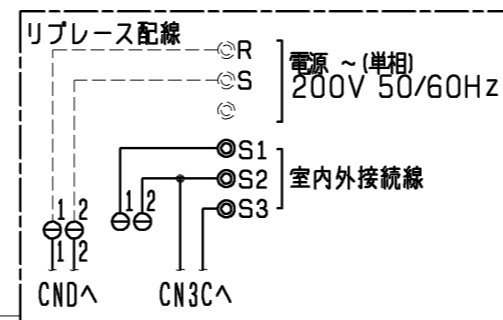 リプレース配線
R
電源 ~ (単相)
S
200V 50/60Hz
S1
S2
室内外接続線
S3
1 2
1 2
1 2
CNDへ
CN3Cへ